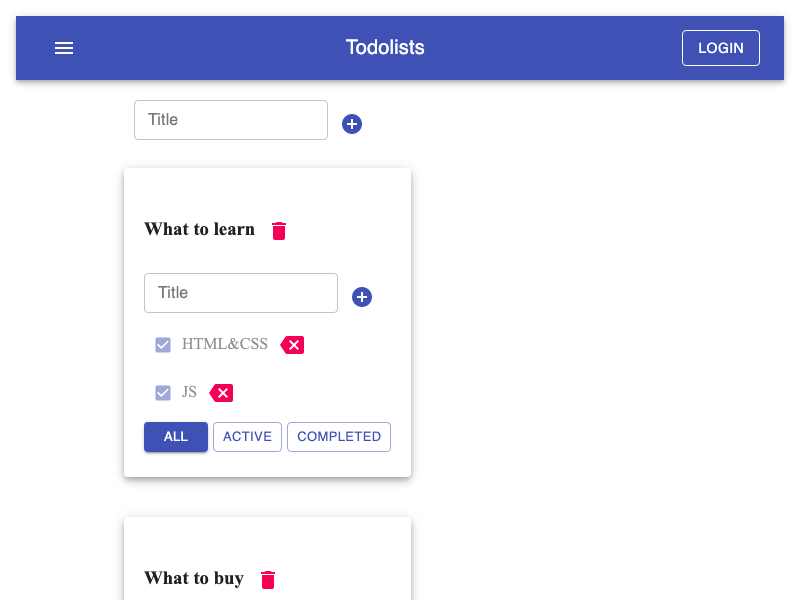 Todolists LOGIN
Title
What to learn
Title
HTML&CSS
JS
ALL ACTIVE COMPLETED
What to buy